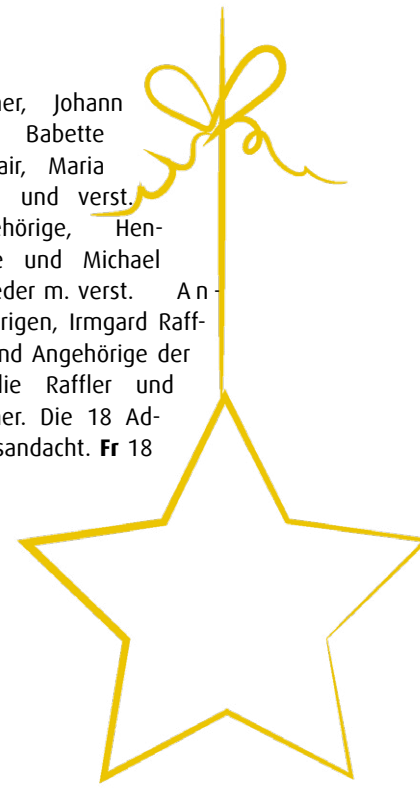 er, Johann
Babette
air, Maria
und verst.
ehörige, Hen-
e und Michael
eder m. verst. An-
rigen, Irmgard Raff-
nd Angehörige der
lie Raffler und
er. Die 18 Ad-
sandacht. Fr 18